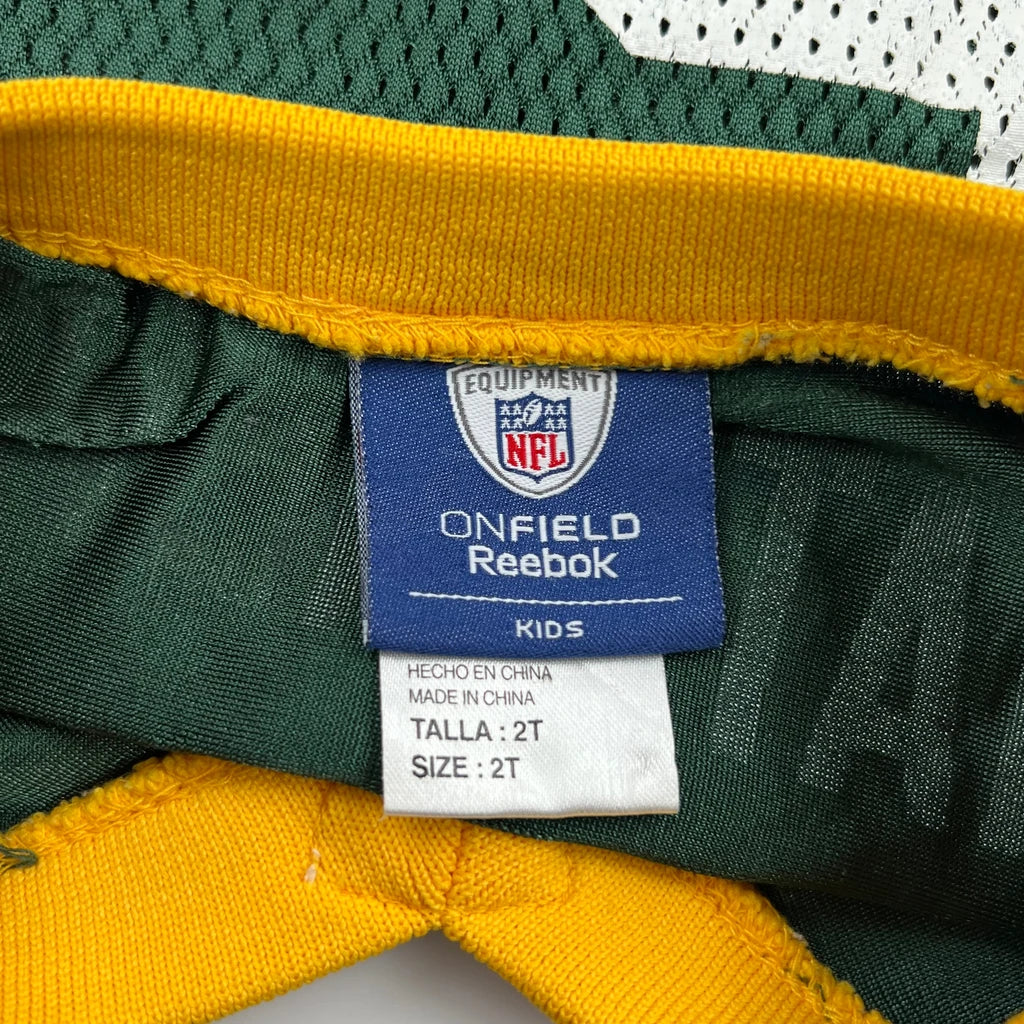 EQUIPMENT
NFL
ONFIELD
Reebok
KIDS
HECHO EN CHINA
MADE IN CHINA
TALLA : 2T
SIZE : 2T